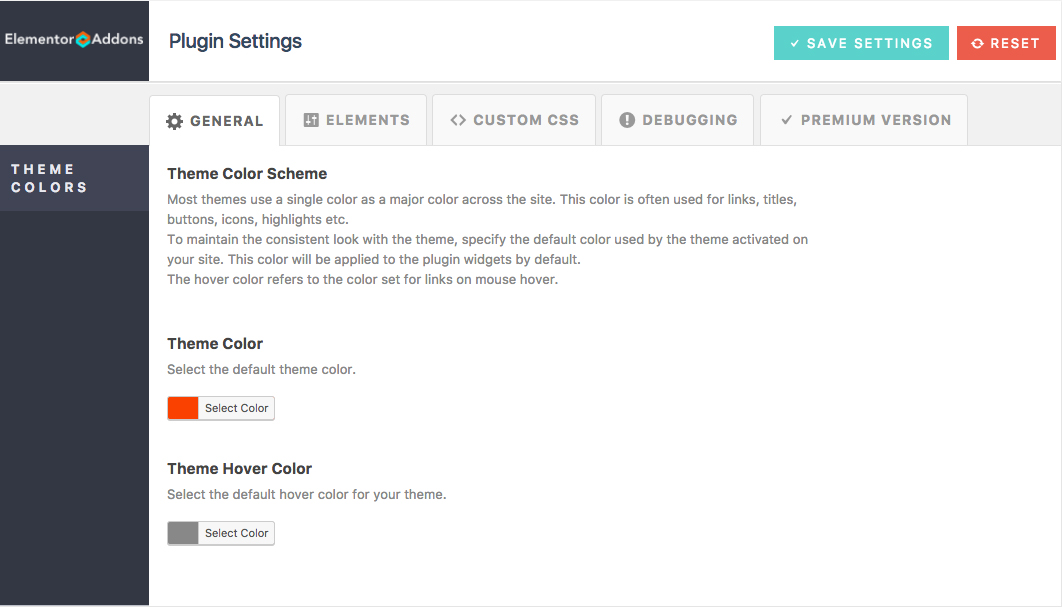 Elementor Addons
Plugin Settings
SAVE SETTINGS
RESET
GENERAL
ELEMENTS
CUSTOM CSS
DEBUGGING
PREMIUM VERSION
THEME
COLORS
Theme Color Scheme
Most themes use a single color as a major color across the site. This color is often used for links, titles,
buttons, icons, highlights etc.
To maintain the consistent look with the theme, specify the default color used by the theme activated on
your site. This color will be applied to the plugin widgets by default.
The hover color refers to the color set for links on mouse hover.
Theme Color
Select the default theme color.
Select Color
Theme Hover Color
Select the default hover color for your theme.
Select Color